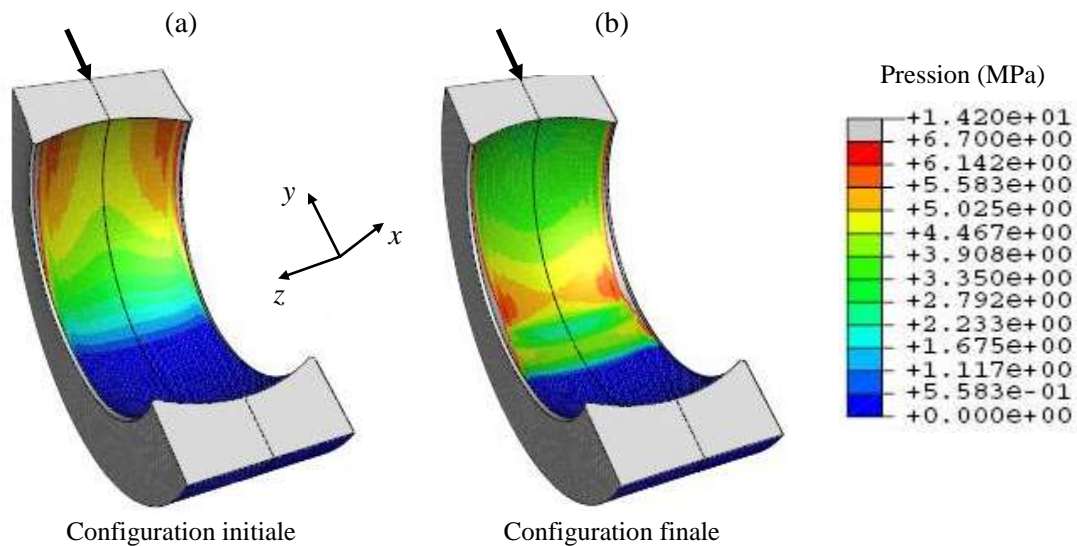 (a)
(b)
Pression (MPa)
+1.420e+01
+6.700e+00
+6.142e+00
+5.583e+00
+5.025e+00
+4.467e+00
+3.908e+00
+3.350e+00
+2.792e+00
+2.233e+00
+1.675e+00
+1.117e+00
+5.583e-01
+0.000e+00
y
x
z
Configuration initiale
Configuration finale